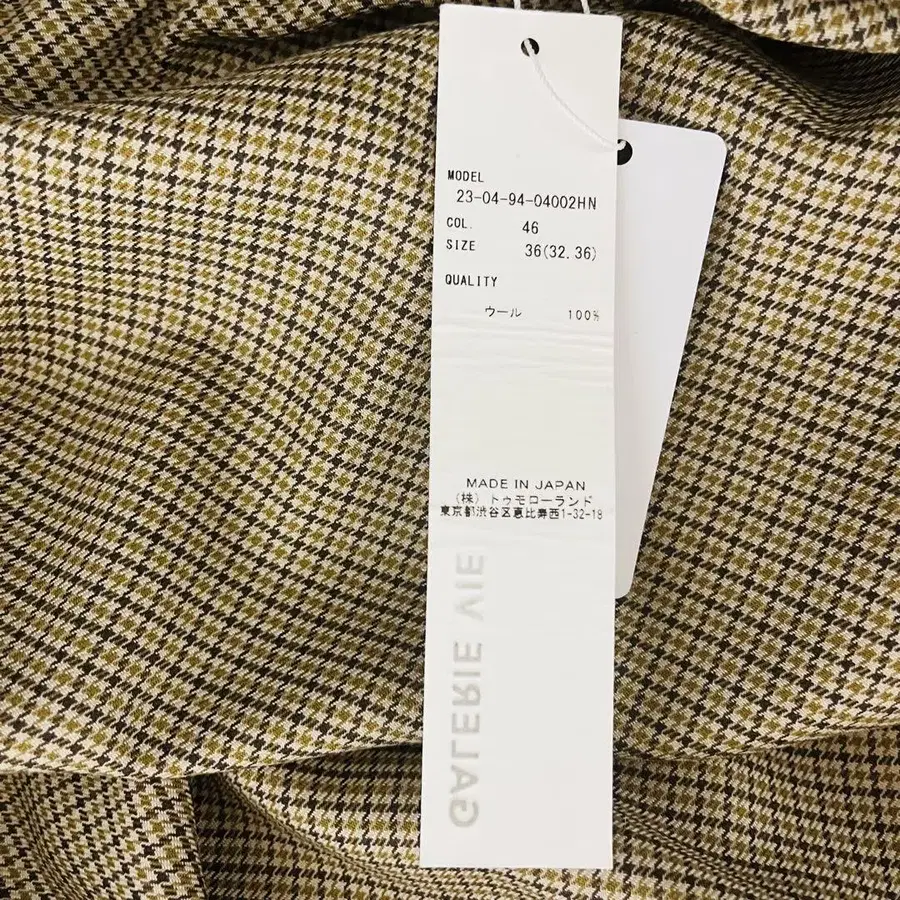 MODEL
23-04-94-04002HN
COL. 46
SIZE 36(32.36)
QUALITY
ウール 100%
MADE IN JAPAN
(株)トゥモローランド
東京都渋谷区恵比寿西1-32-18
GALERIE VIE